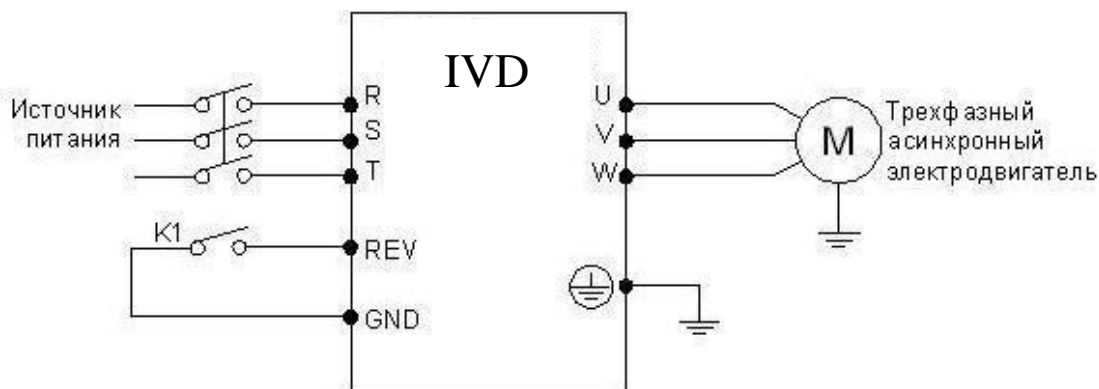 IVD
Источник
питания
R
S
T
U
V
W
M
Трехфазный
асинхронный
электродвигатель
K1
REV
GND